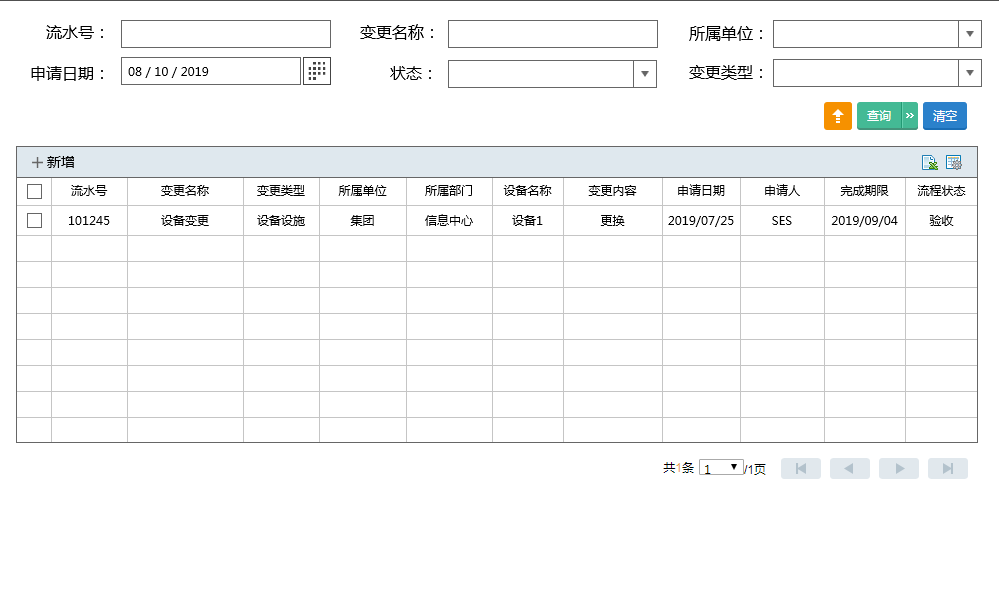 流水号： 变更名称： 所属单位：
申请日期： 08 / 10 / 2019 状态： 变更类型：
查询 » 清空
新增
流水号 变更名称 变更类型 所属单位 所属部门 设备名称 变更内容 申请日期 申请人 完成期限 流程状态
101245 设备变更 设备设施 集团 信息中心 设备1 更换 2019/07/25 SES 2019/09/04 验收
共1条 1 /1页